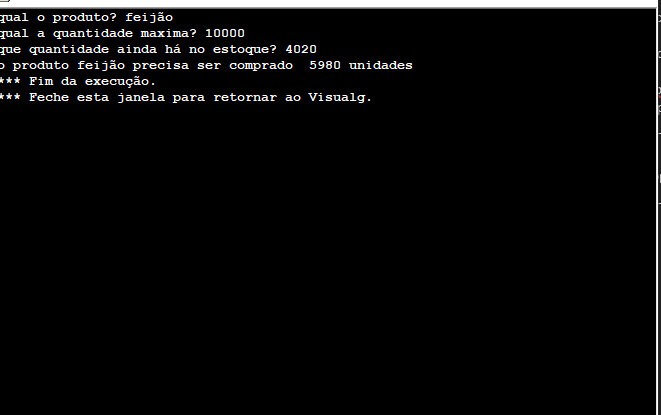 qual o produto? feijão
qual a quantidade maxima? 10000
que quantidade ainda há no estoque? 4020
o produto feijão precisa ser comprado  5980 unidades
*** Fim da execução.
*** Feche esta janela para retornar ao Visualg.